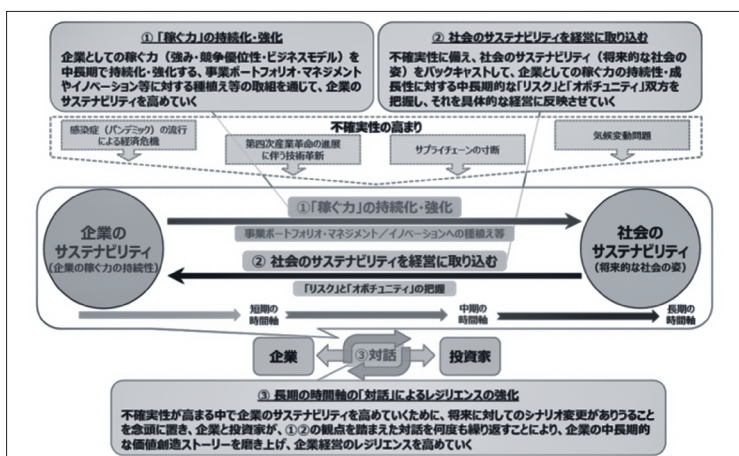 ①「稼ぐ力」の持続化・強化
企業としての稼ぐ力（強み・競争優位性・ビジネスモデル）を
中長期で持続化・強化する、事業ポートフォリオ・マネジメント
やイノベーション等に対する種植え等の取組を通じて、企業の
サステナビリティを高めていく
② 社会のサステナビリティを経営に取り込む
不確実性に備え、社会のサステナビリティ（将来的な社会の
姿）をバックキャストして、企業としての稼ぐ力の持続性・成
長性に対する中長期的な「リスク」と「オポチュニティ」双方を
把握し、それを具体的な経営に反映させていく
不確実性の高まり
感染症（パンデミック）の流行
による経済危機
第四次産業革命の進展
に伴う技術革新
サプライチェーンの寸断
気候変動問題
企業の
サステナビリティ
（企業の稼ぐ力の持続性）
①「稼ぐ力」の持続化・強化
事業ポートフォリオ・マネジメント／イノベーションへの種植え等
② 社会のサステナビリティを経営に取り込む
「リスク」と「オポチュニティ」の把握
社会の
サステナビリティ
（将来的な社会の姿）
短期の
時間軸
中期の
時間軸
長期の
時間軸
企業
③対話
投資家
③ 長期の時間軸の「対話」によるレジリエンスの強化
不確実性が高まる中で企業のサステナビリティを高めていくために、将来に対してのシナリオ変更がありうること
を念頭に置き、企業と投資家が、①②の観点を踏まえた対話を何度も繰り返すことにより、企業の中長期的
な価値創造ストーリーを磨き上げ、企業経営のレジリエンスを高めていく